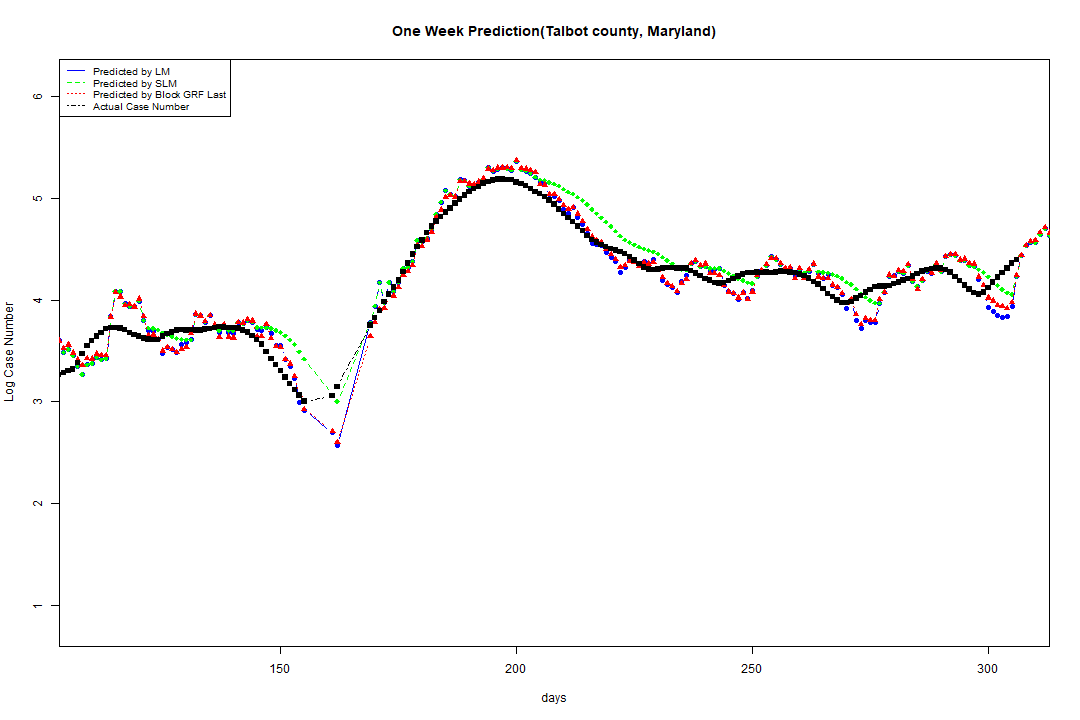 One Week Prediction(Talbot county, Maryland)
Predicted by LM
Predicted by SLM
Predicted by Block GRF Last
Actual Case Number
6
5
4
3
2
1
Log Case Number
150
200
250
300
days